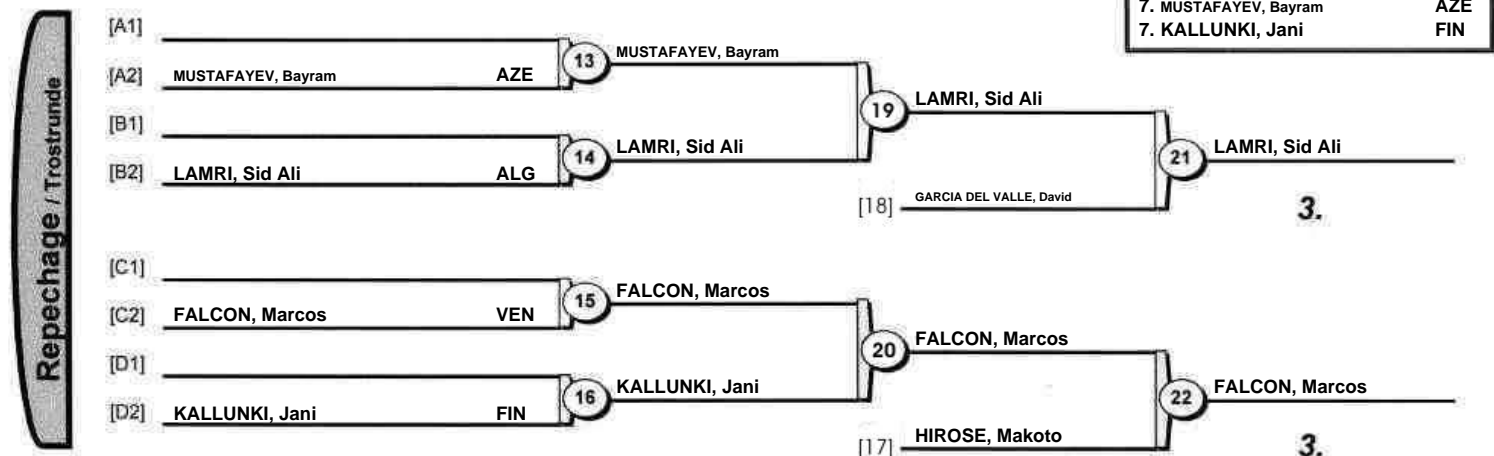 7. MUSTAFAYEV, Bayram AZE
7. KALLUNKI, Jani FIN
Repechage / Trostrunde
[A1]
[A2] MUSTAFAYEV, Bayram AZE
13 MUSTAFAYEV, Bayram
[B1]
[B2] LAMRI, Sid Ali ALG
14 LAMRI, Sid Ali
19 LAMRI, Sid Ali
[18] GARCIA DEL VALLE, David
21 LAMRI, Sid Ali
3.
[C1]
[C2] FALCON, Marcos VEN
15 FALCON, Marcos
[D1]
[D2] KALLUNKI, Jani FIN
16 KALLUNKI, Jani
20 FALCON, Marcos
[17] HIROSE, Makoto
22 FALCON, Marcos
3.